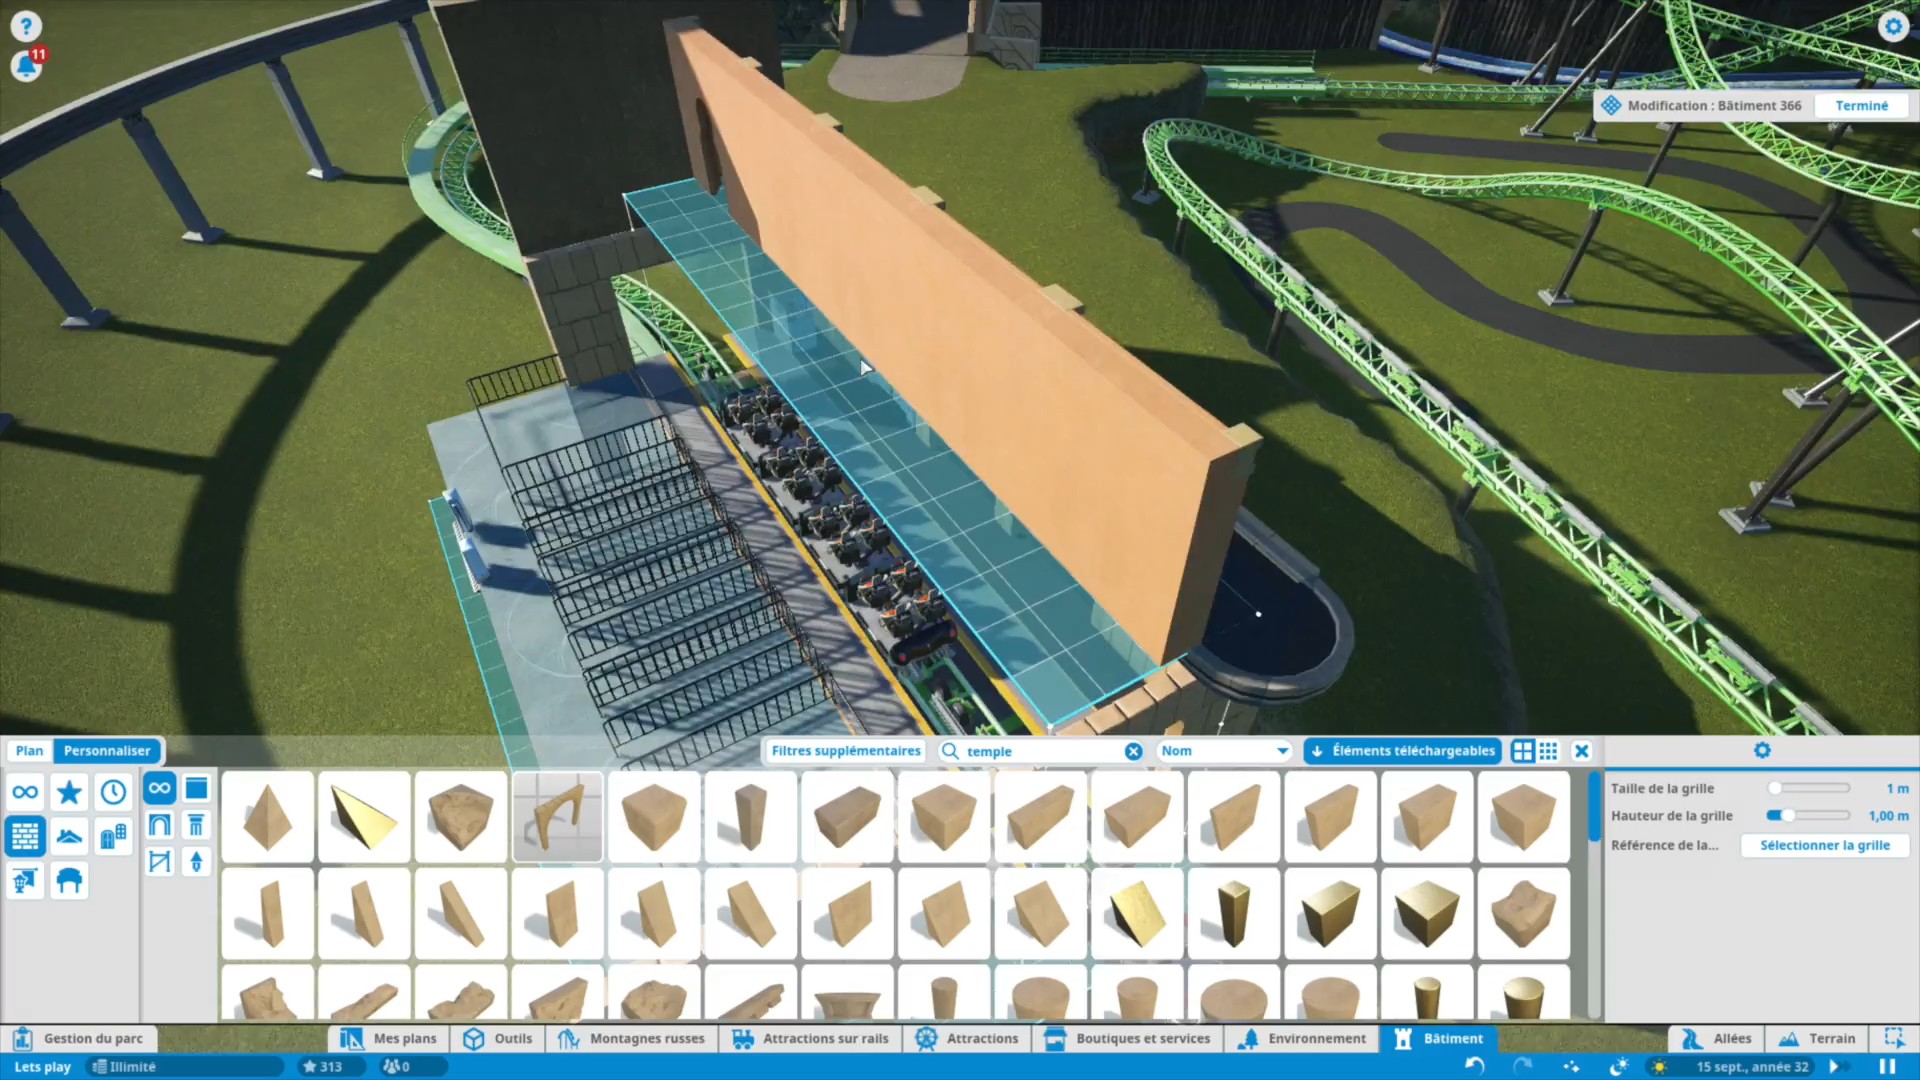 ?
11
Modification : Bâtiment 366
Terminé
Plan
Personnaliser
Filtres supplémentaires
temple
Nom
Éléments téléchargeables
Taille de la grille
1 m
Hauteur de la grille
1,00 m
Référence de la...
Sélectionner la grille
Gestion du parc
Mes plans
Outils
Montagnes russes
Attractions sur rails
Attractions
Boutiques et services
Environnement
Bâtiment
Allées
Terrain
Lets play
Illimité
313
0
15 sept., année 32